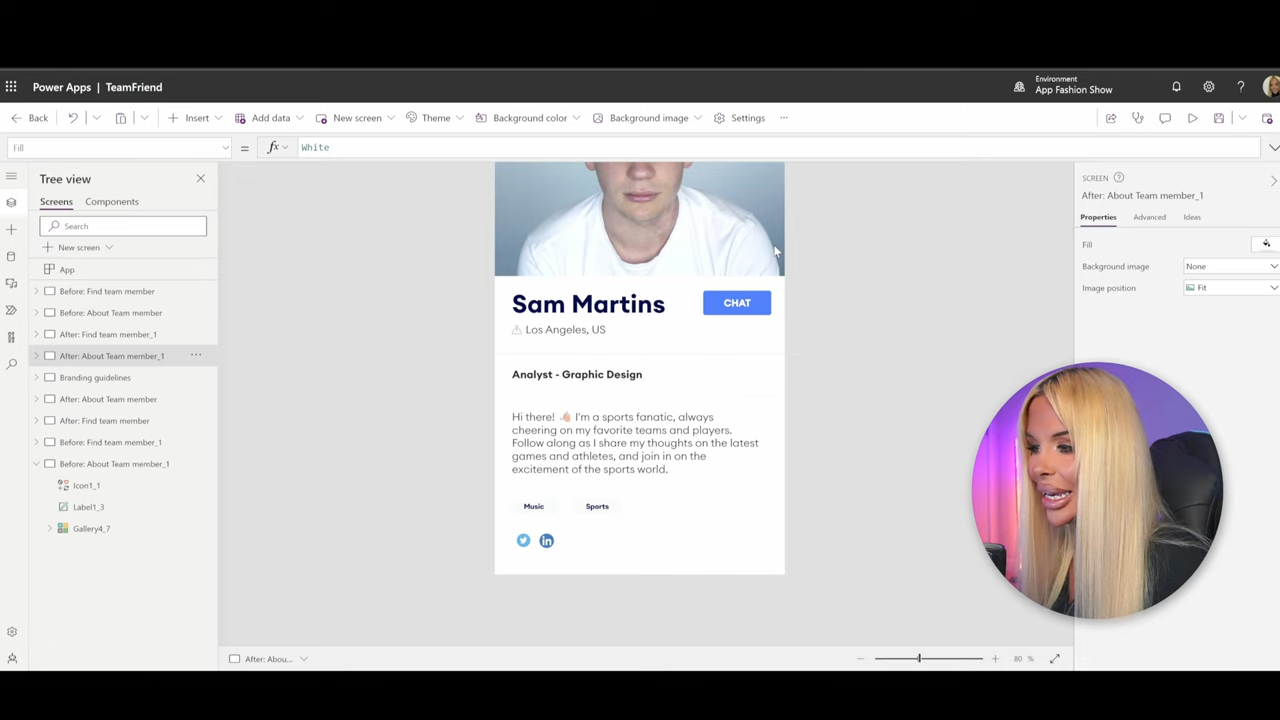 Power Apps | TeamFriend
Environment
App Fashion Show
Back
Insert
Add data
New screen
Theme
Background color
Background image
Settings
Fill
=
fx
White
Tree view
Screens
Components
Search
New screen
App
Before: Find team member
Before: About Team member
After: Find team member_1
After: About Team member_1
Branding guidelines
After: About Team member
After: Find team member
Before: Find team member_1
Before: About Team member_1
Icon1_1
Label1_3
Gallery4_7
Sam Martins
CHAT
Los Angeles, US
Analyst - Graphic Design
Hi there! 👋🏻 I'm a sports fanatic, always
cheering on my favorite teams and players.
Follow along as I share my thoughts on the latest
games and athletes, and join in on the
excitement of the sports world.
Music
Sports
in
SCREEN
After: About Team member_1
Properties
Advanced
Ideas
Fill
Background image
None
Image position
Fit
After: Abou...
80 %